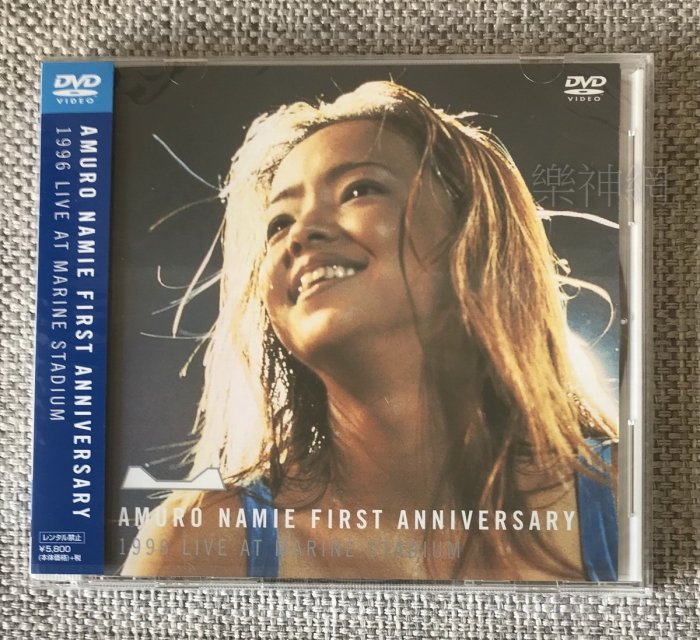 DVD
VIDEO
AMURO NAMIE FIRST ANNIVERSARY
1996 LIVE AT MARINE STADIUM
レンタル禁止
¥5,800
(本体価格)+税
DVD
VIDEO
樂神網
AMURO NAMIE FIRST ANNIVERSARY
1996 LIVE AT MARINE STADIUM